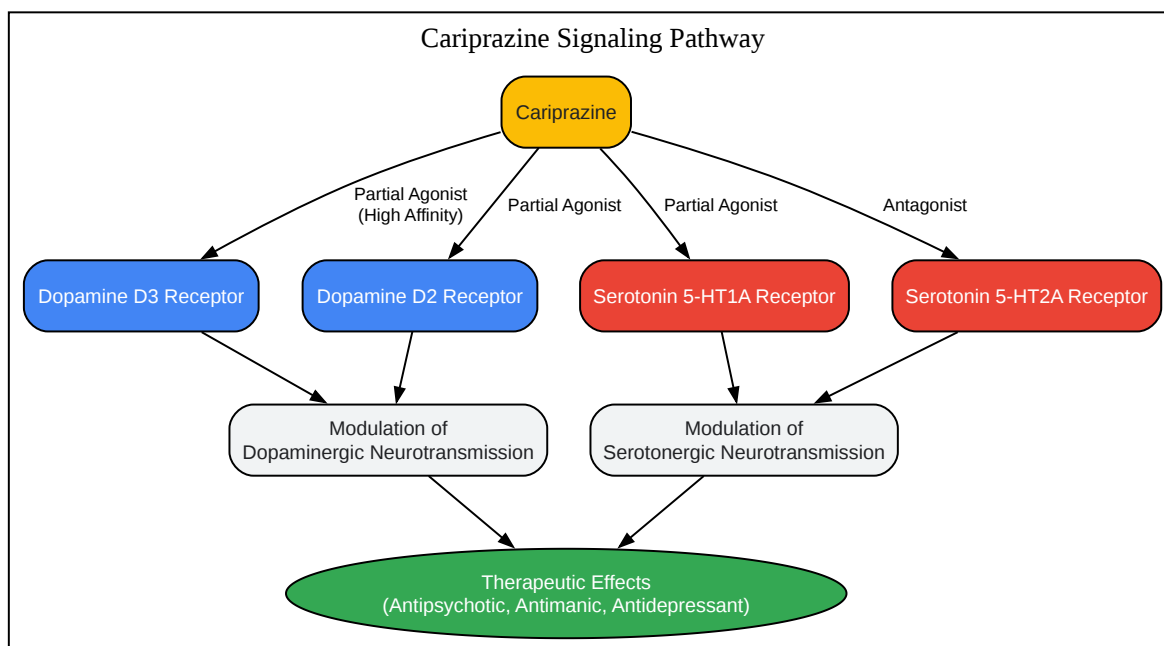 Cariprazine Signaling Pathway
Cariprazine
Partial Agonist
(High Affinity)
Partial Agonist
Partial Agonist
Antagonist
Dopamine D3 Receptor
Dopamine D2 Receptor
Serotonin 5-HT1A Receptor
Serotonin 5-HT2A Receptor
Modulation of
Dopaminergic Neurotransmission
Modulation of
Serotonergic Neurotransmission
Therapeutic Effects
(Antipsychotic, Antimanic, Antidepressant)